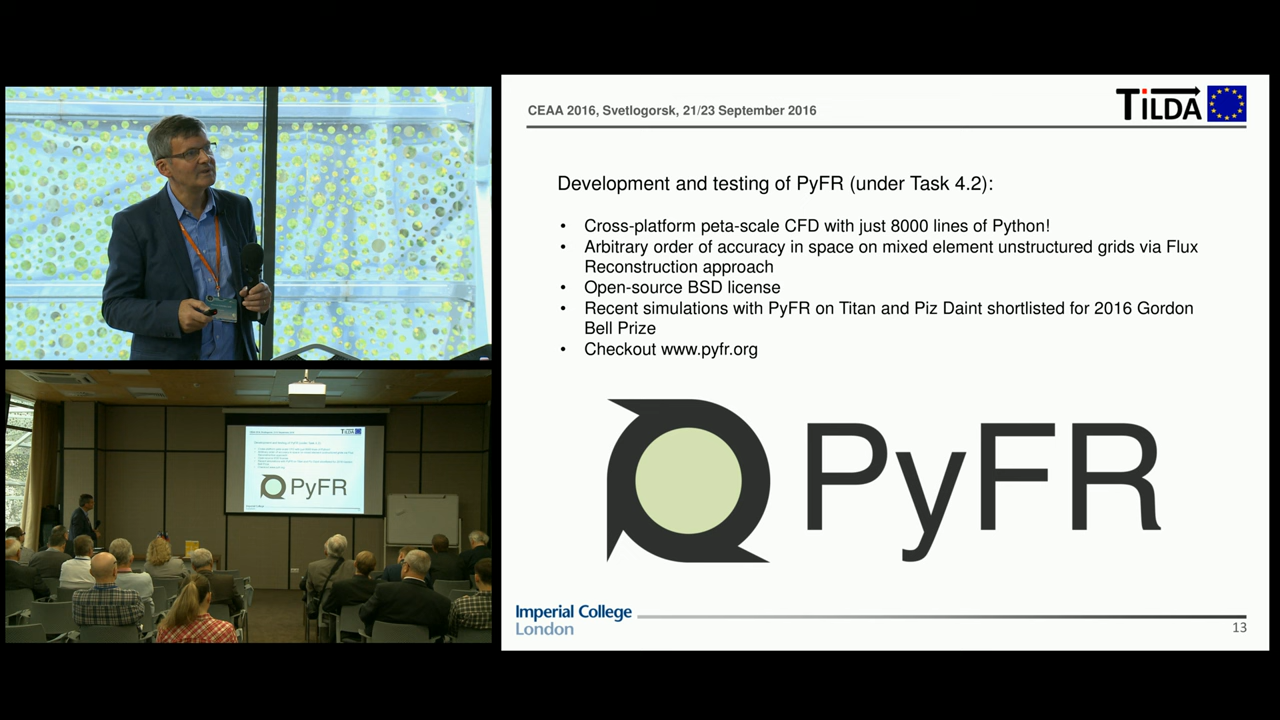 CEAA 2016, Svetlogorsk, 21/23 September 2016
TILDA
Development and testing of PyFR (under Task 4.2):
• Cross-platform peta-scale CFD with just 8000 lines of Python!
• Arbitrary order of accuracy in space on mixed element unstructured grids via Flux
Reconstruction approach
• Open-source BSD license
• Recent simulations with PyFR on Titan and Piz Daint shortlisted for 2016 Gordon
Bell Prize
• Checkout www.pyfr.org
PyFR
Imperial College
London
13
TILDA
PyFR